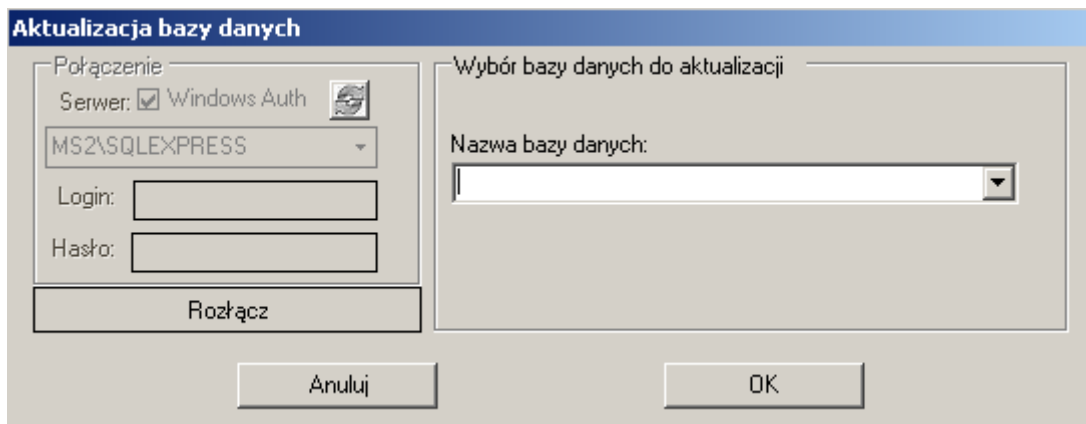 Aktualizacja bazy danych
Połączenie
Serwer: Windows Auth
MS2\SQLEXPRESS
Login:
Hasło:
Rozłącz
Wybór bazy danych do aktualizacji
Nazwa bazy danych:
Anuluj
OK